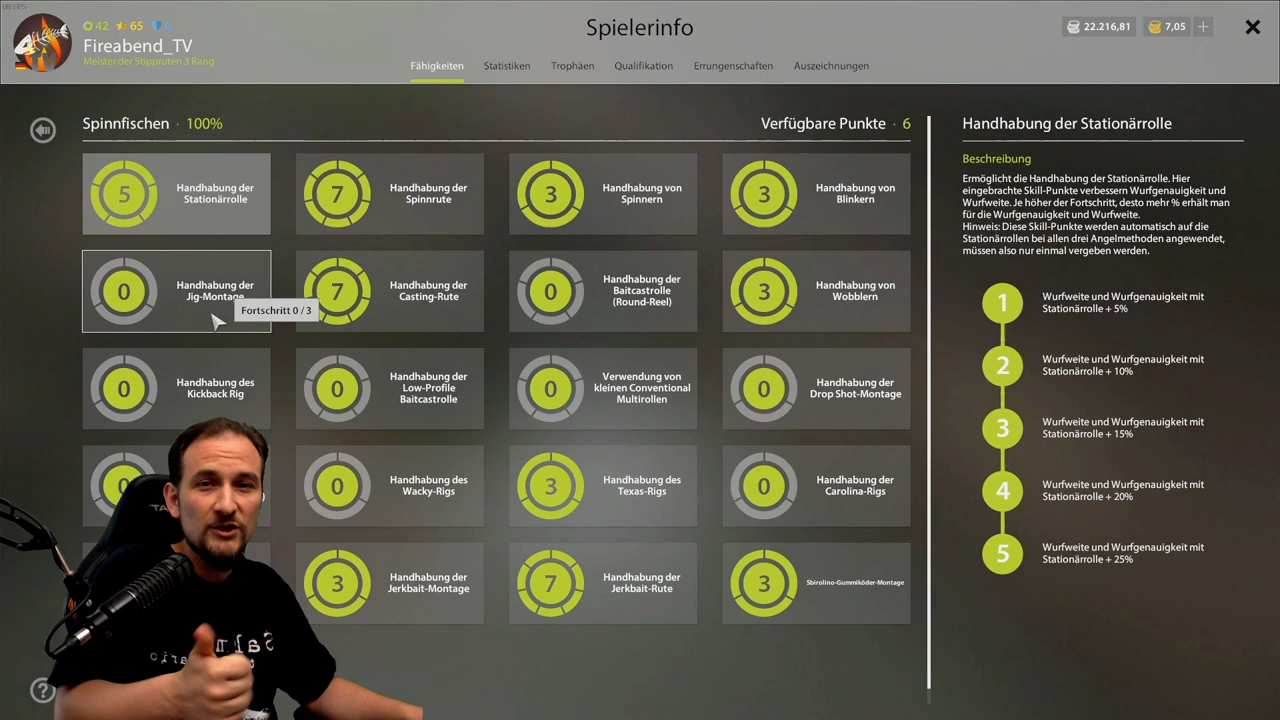 60 FPS
42 65 0
Fireabend_TV
Meister der Stippruten 3 Rang
Spielerinfo
22.216,81 7,05 +
Fähigkeiten Statistiken Trophäen Qualifikation Errungenschaften Auszeichnungen
Spinnfischen · 100%
Verfügbare Punkte · 6
5
Handhabung der
Stationärrolle
7
Handhabung der
Spinnrute
3
Handhabung von
Spinnern
3
Handhabung von
Blinkern
0
Handhabung der
Jig-Montage
Fortschritt 0 / 3
7
Handhabung der
Casting-Rute
0
Handhabung der
Baitcastrolle
(Round-Reel)
3
Handhabung von
Wobblern
0
Handhabung des
Kickback Rig
0
Handhabung der
Low-Profile
Baitcastrolle
0
Verwendung von
kleinen Conventional
Multirollen
0
Handhabung der
Drop Shot-Montage
0
0
Handhabung des
Wacky-Rigs
3
Handhabung des
Texas-Rigs
0
Handhabung der
Carolina-Rigs
3
Handhabung der
Jerkbait-Montage
7
Handhabung der
Jerkbait-Rute
3
Sbirolino-Gummiköder-Montage
?
Handhabung der Stationärrolle
Beschreibung
Ermöglicht die Handhabung der Stationärrolle. Hier
eingebrachte Skill-Punkte verbessern Wurfgenauigkeit und
Wurfweite. Je höher der Fortschritt, desto mehr % erhält man
für die Wurfgenauigkeit und Wurfweite.
Hinweis: Diese Skill-Punkte werden automatisch auf die
Stationärrollen bei allen drei Angelmethoden angewendet,
müssen also nur einmal vergeben werden.
1
Wurfweite und Wurfgenauigkeit mit
Stationärrolle + 5%
2
Wurfweite und Wurfgenauigkeit mit
Stationärrolle + 10%
3
Wurfweite und Wurfgenauigkeit mit
Stationärrolle + 15%
4
Wurfweite und Wurfgenauigkeit mit
Stationärrolle + 20%
5
Wurfweite und Wurfgenauigkeit mit
Stationärrolle + 25%